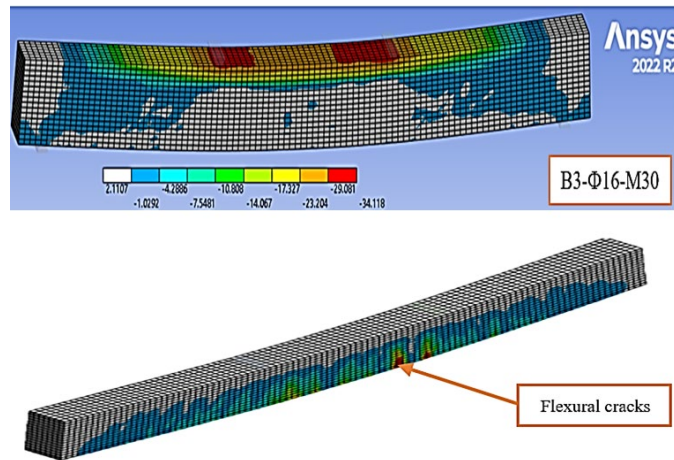 Ansys
2022 R2
B3-Φ16-M30
2.1107 -4.2886 -10.808 -17.327 -29.081
-1.0292 -7.5481 -14.067 -23.204 -34.118
Flexural cracks